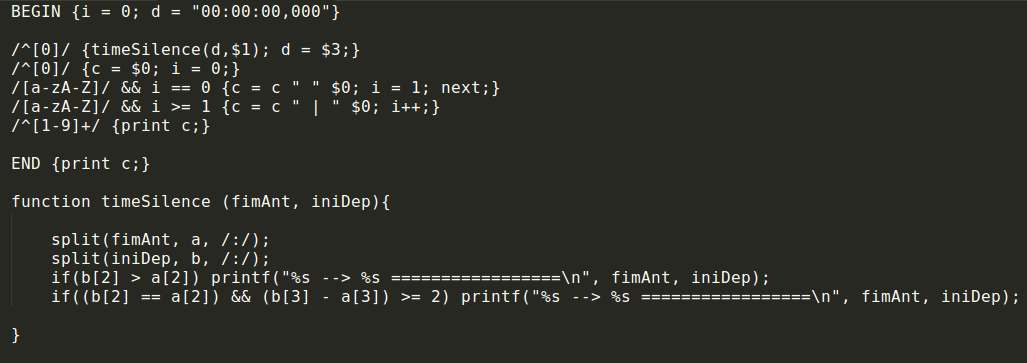 BEGIN {i = 0; d = "00:00:00,000"}
/^[0]/ {timeSilence(d,$1); d = $3;}
/^[0]/ {c = $0; i = 0;}
/[a-zA-Z]/ && i == 0 {c = c " " $0; i = 1; next;}
/[a-zA-Z]/ && i >= 1 {c = c " | " $0; i++;}
/^[1-9]+/ {print c;}
END {print c;}
function timeSilence (fimAnt, iniDep){
split(fimAnt, a, /:/);
split(iniDep, b, /:/);
if(b[2] > a[2]) printf("%s --> %s =================\n", fimAnt, iniDep);
if((b[2] == a[2]) && (b[3] - a[3]) >= 2) printf("%s --> %s =================\n", fimAnt, iniDep);
}